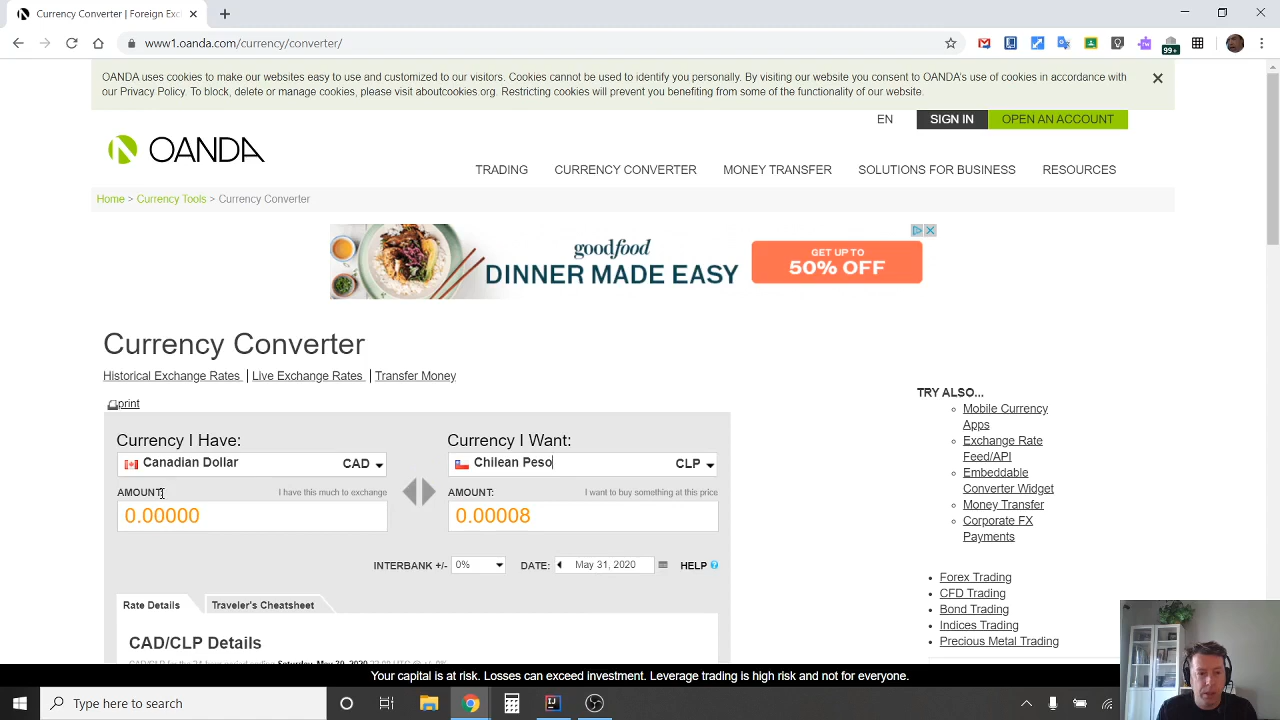 Currency Converter | Foreign Exc
www1.oanda.com/currency/converter/
99+
OANDA uses cookies to make our websites easy to use and customized to our visitors. Cookies cannot be used to identify you personally. By visiting our website you consent to OANDA's use of cookies in accordance with
our Privacy Policy. To block, delete or manage cookies, please visit aboutcookies.org. Restricting cookies will prevent you benefiting from some of the functionality of our website.
EN SIGN IN OPEN AN ACCOUNT
OANDA
TRADING CURRENCY CONVERTER MONEY TRANSFER SOLUTIONS FOR BUSINESS RESOURCES
Home > Currency Tools > Currency Converter
goodfood
DINNER MADE EASY
GET UP TO
50% OFF
Currency Converter
Historical Exchange Rates | Live Exchange Rates | Transfer Money
print
Currency I Have:
Canadian Dollar CAD
AMOUNT: I have this much to exchange
0.00000
Currency I Want:
Chilean Peso CLP
AMOUNT: I want to buy something at this price
0.00008
INTERBANK +/- 0% DATE: May 31, 2020 HELP ?
Rate Details Traveler's Cheatsheet
CAD/CLP Details
TRY ALSO...
Mobile Currency
Apps
Exchange Rate
Feed/API
Embeddable
Converter Widget
Money Transfer
Corporate FX
Payments
Forex Trading
CFD Trading
Bond Trading
Indices Trading
Precious Metal Trading
Your capital is at risk. Losses can exceed investment. Leverage trading is high risk and not for everyone.
Type here to search